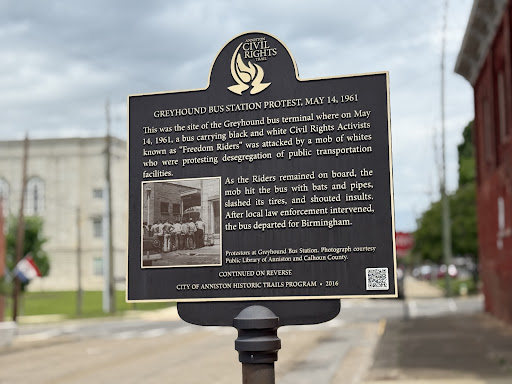 ANNISTON
CIVIL
RIGHTS
TRAIL
GREYHOUND BUS STATION PROTEST, MAY 14, 1961
This was the site of the Greyhound bus terminal where on May
14, 1961, a bus carrying black and white Civil Rights Activists
known as "Freedom Riders" was attacked by a mob of whites
who were protesting desegregation of public transportation
facilities.
As the Riders remained on board, the
mob hit the bus with bats and pipes,
slashed its tires, and shouted insults.
After local law enforcement intervened,
the bus departed for Birmingham.
Protestors at Greyhound Bus Station. Photograph courtesy
Public Library of Anniston and Calhoun County.
CONTINUED ON REVERSE
CITY OF ANNISTON HISTORIC TRAILS PROGRAM • 2016